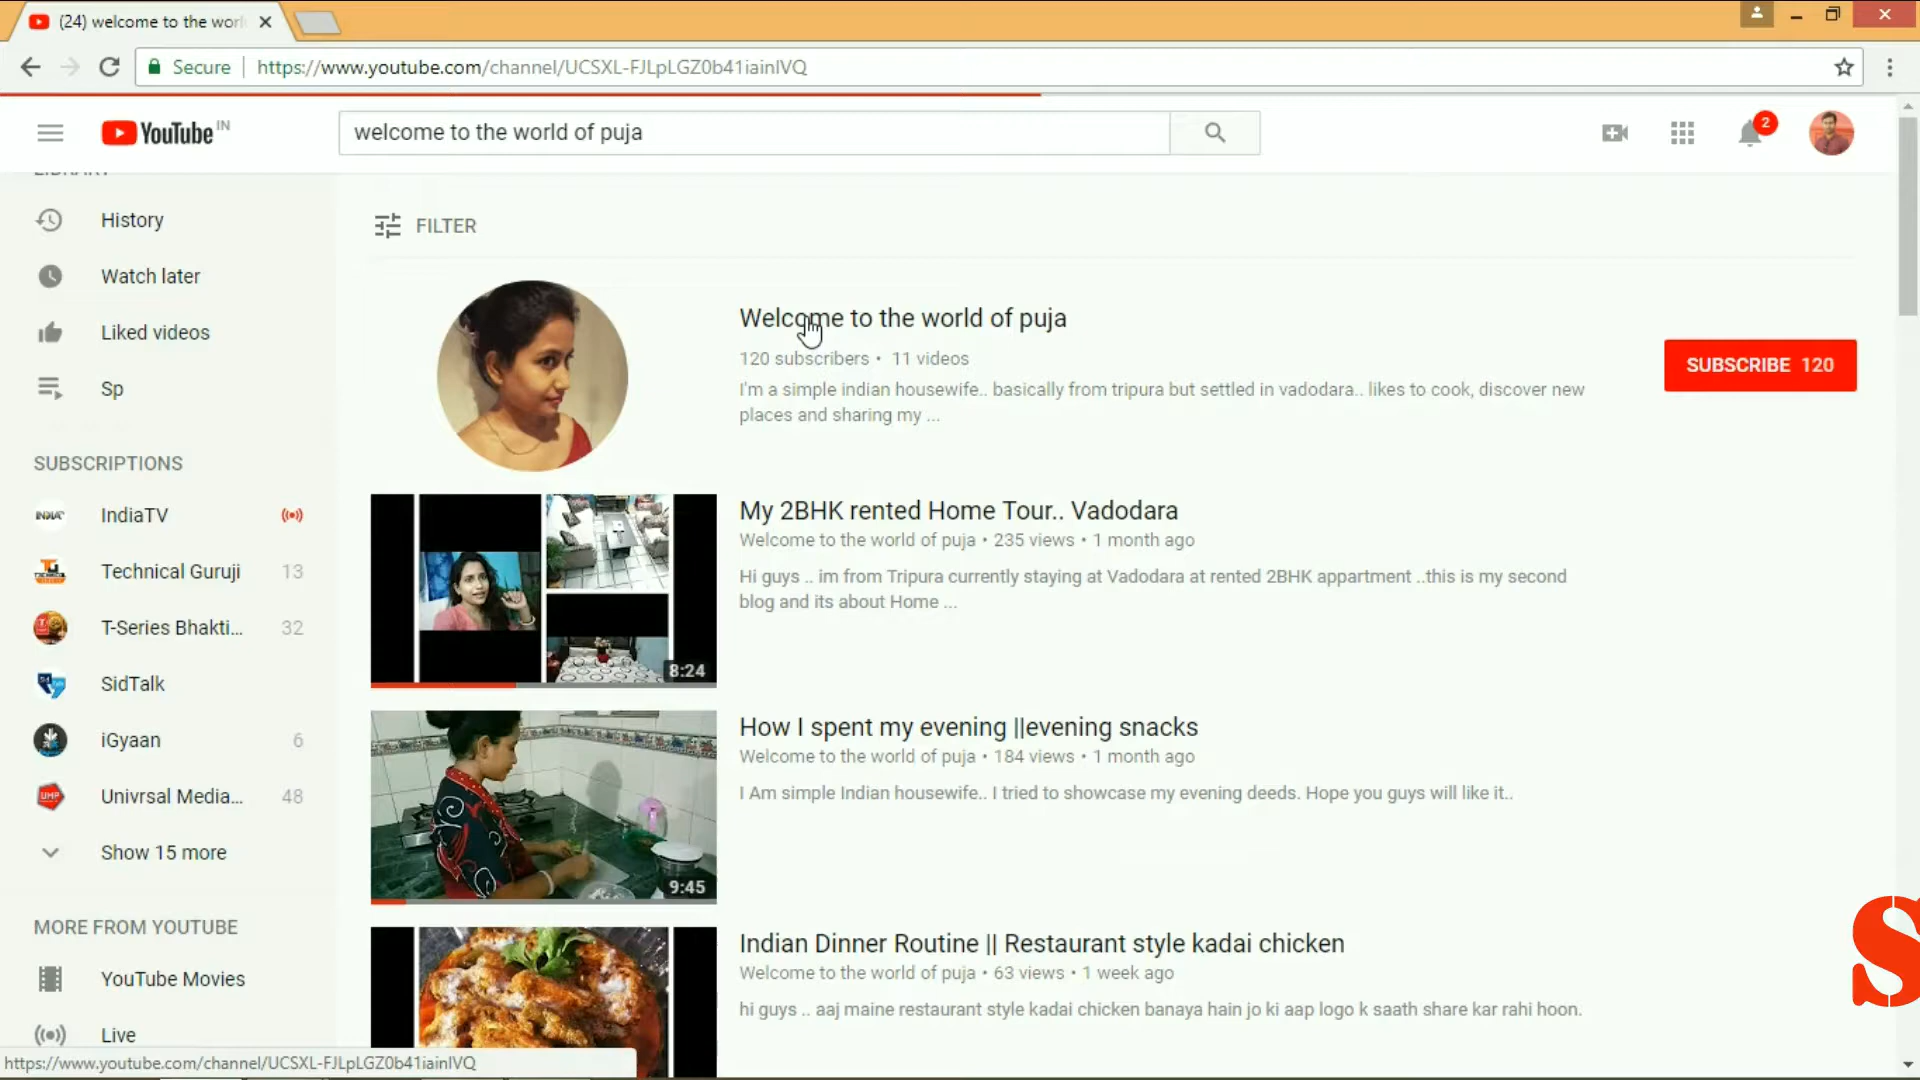 (24) welcome to the worl
Secure
https://www.youtube.com/channel/UCSXL-FJLpLGZ0b41iainlVQ
YouTube IN
welcome to the world of puja
2
LIBRARY
History
Watch later
Liked videos
Sp
SUBSCRIPTIONS
IndiaTV
Technical Guruji 13
T-Series Bhakti... 32
SidTalk
iGyaan 6
Univrsal Media... 48
Show 15 more
MORE FROM YOUTUBE
YouTube Movies
Live
FILTER
Welcome to the world of puja
120 subscribers • 11 videos
I'm a simple indian housewife.. basically from tripura but settled in vadodara.. likes to cook, discover new
places and sharing my ...
SUBSCRIBE 120
My 2BHK rented Home Tour.. Vadodara
Welcome to the world of puja • 235 views • 1 month ago
Hi guys .. im from Tripura currently staying at Vadodara at rented 2BHK appartment ..this is my second
blog and its about Home ...
8:24
How I spent my evening ||evening snacks
Welcome to the world of puja • 184 views • 1 month ago
I Am simple Indian housewife.. I tried to showcase my evening deeds. Hope you guys will like it..
9:45
Indian Dinner Routine || Restaurant style kadai chicken
Welcome to the world of puja • 63 views • 1 week ago
hi guys .. aaj maine restaurant style kadai chicken banaya hain jo ki aap logo k saath share kar rahi hoon.
S
https://www.youtube.com/channel/UCSXL-FJLpLGZ0b41iainlVQ